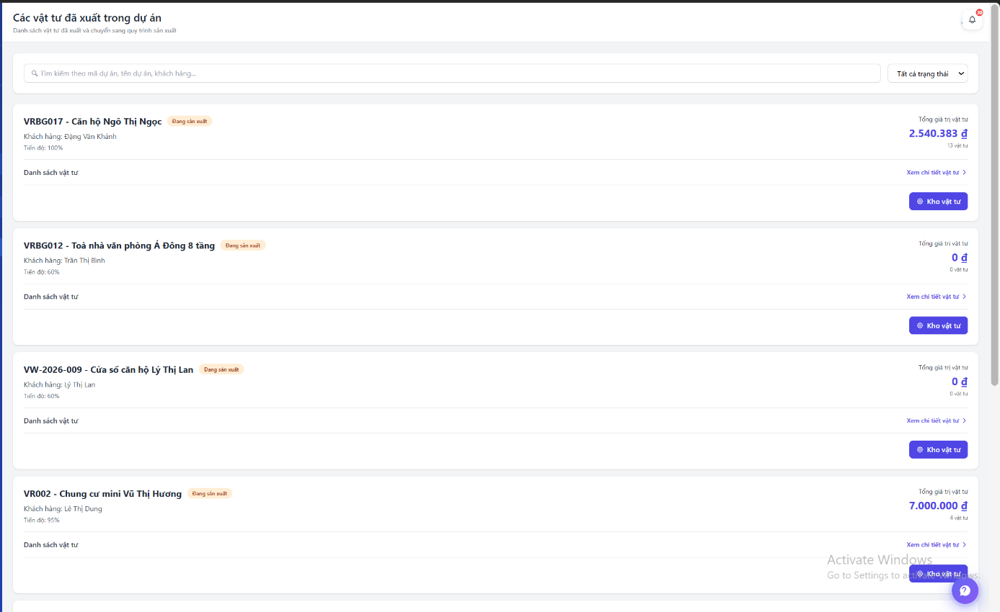 Các vật tư đã xuất trong dự án
Danh sách vật tư đã xuất và chuyển sang quy trình sản xuất
30
Tìm kiếm theo mã dự án, tên dự án, khách hàng...
Tất cả trạng thái
VRBG017 - Căn hộ Ngô Thị Ngọc Đang sản xuất
Khách hàng: Đặng Văn Khánh
Tiến độ: 100%
Tổng giá trị vật tư
2.540.383 ₫
13 vật tư
Danh sách vật tư
Xem chi tiết vật tư
Kho vật tư
VRBG012 - Toà nhà văn phòng Á Đông 8 tầng Đang sản xuất
Khách hàng: Trần Thị Bình
Tiến độ: 60%
Tổng giá trị vật tư
0 ₫
0 vật tư
Danh sách vật tư
Xem chi tiết vật tư
Kho vật tư
VW-2026-009 - Cửa sổ căn hộ Lý Thị Lan Đang sản xuất
Khách hàng: Lý Thị Lan
Tiến độ: 60%
Tổng giá trị vật tư
0 ₫
0 vật tư
Danh sách vật tư
Xem chi tiết vật tư
Kho vật tư
VR002 - Chung cư mini Vũ Thị Hương Đang sản xuất
Khách hàng: Lê Thị Dung
Tiến độ: 95%
Tổng giá trị vật tư
7.000.000 ₫
4 vật tư
Danh sách vật tư
Xem chi tiết vật tư
Kho vật tư
Activate Windows
Go to Settings to activate Windows.